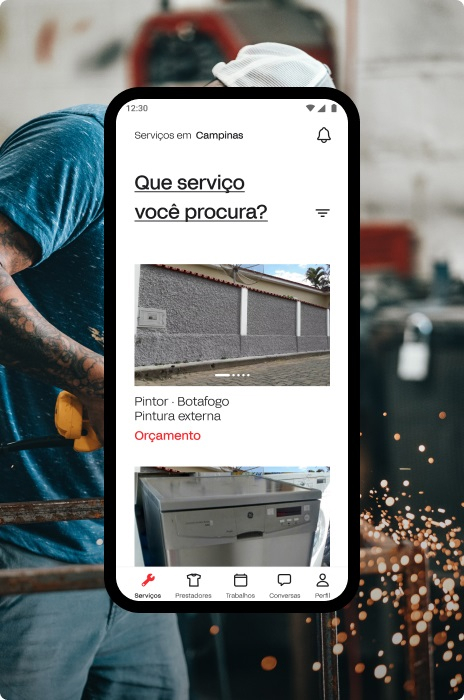 12:30
Serviços em Campinas
Que serviço
você procura?
Pintor · Botafogo
Pintura externa
Orçamento
Serviços
Prestadores
Trabalhos
Conversas
Perfil